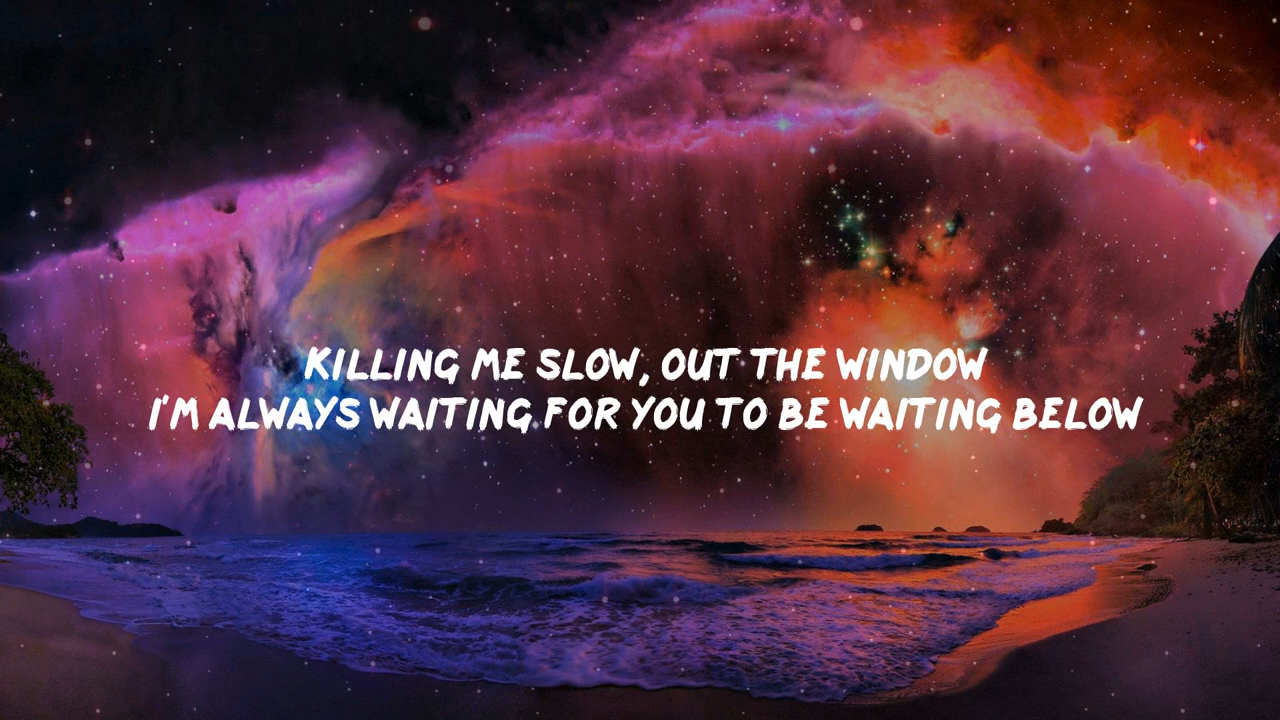 KILLING ME SLOW, OUT THE WINDOW
I'M ALWAYS WAITING FOR YOU TO BE WAITING BELOW